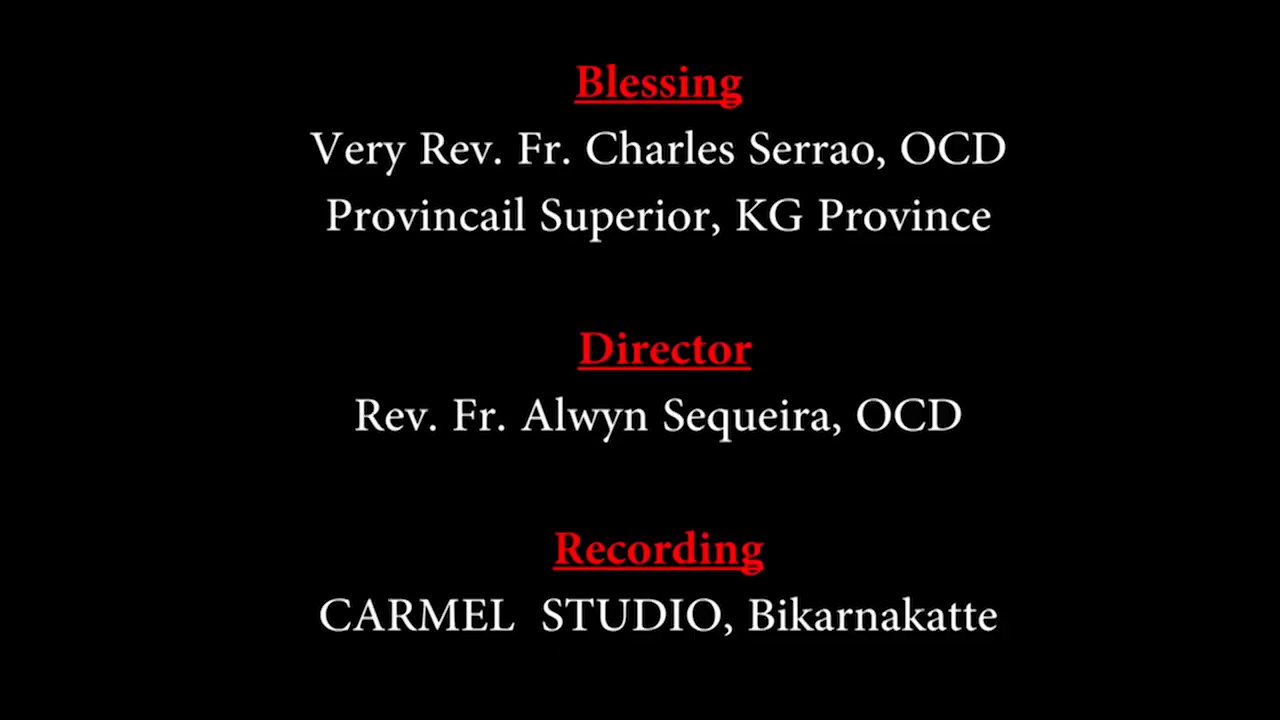 Blessing
Very Rev. Fr. Charles Serrao, OCD
Provincail Superior, KG Province
Director
Rev. Fr. Alwyn Sequeira, OCD
Recording
CARMEL  STUDIO, Bikarnakatte